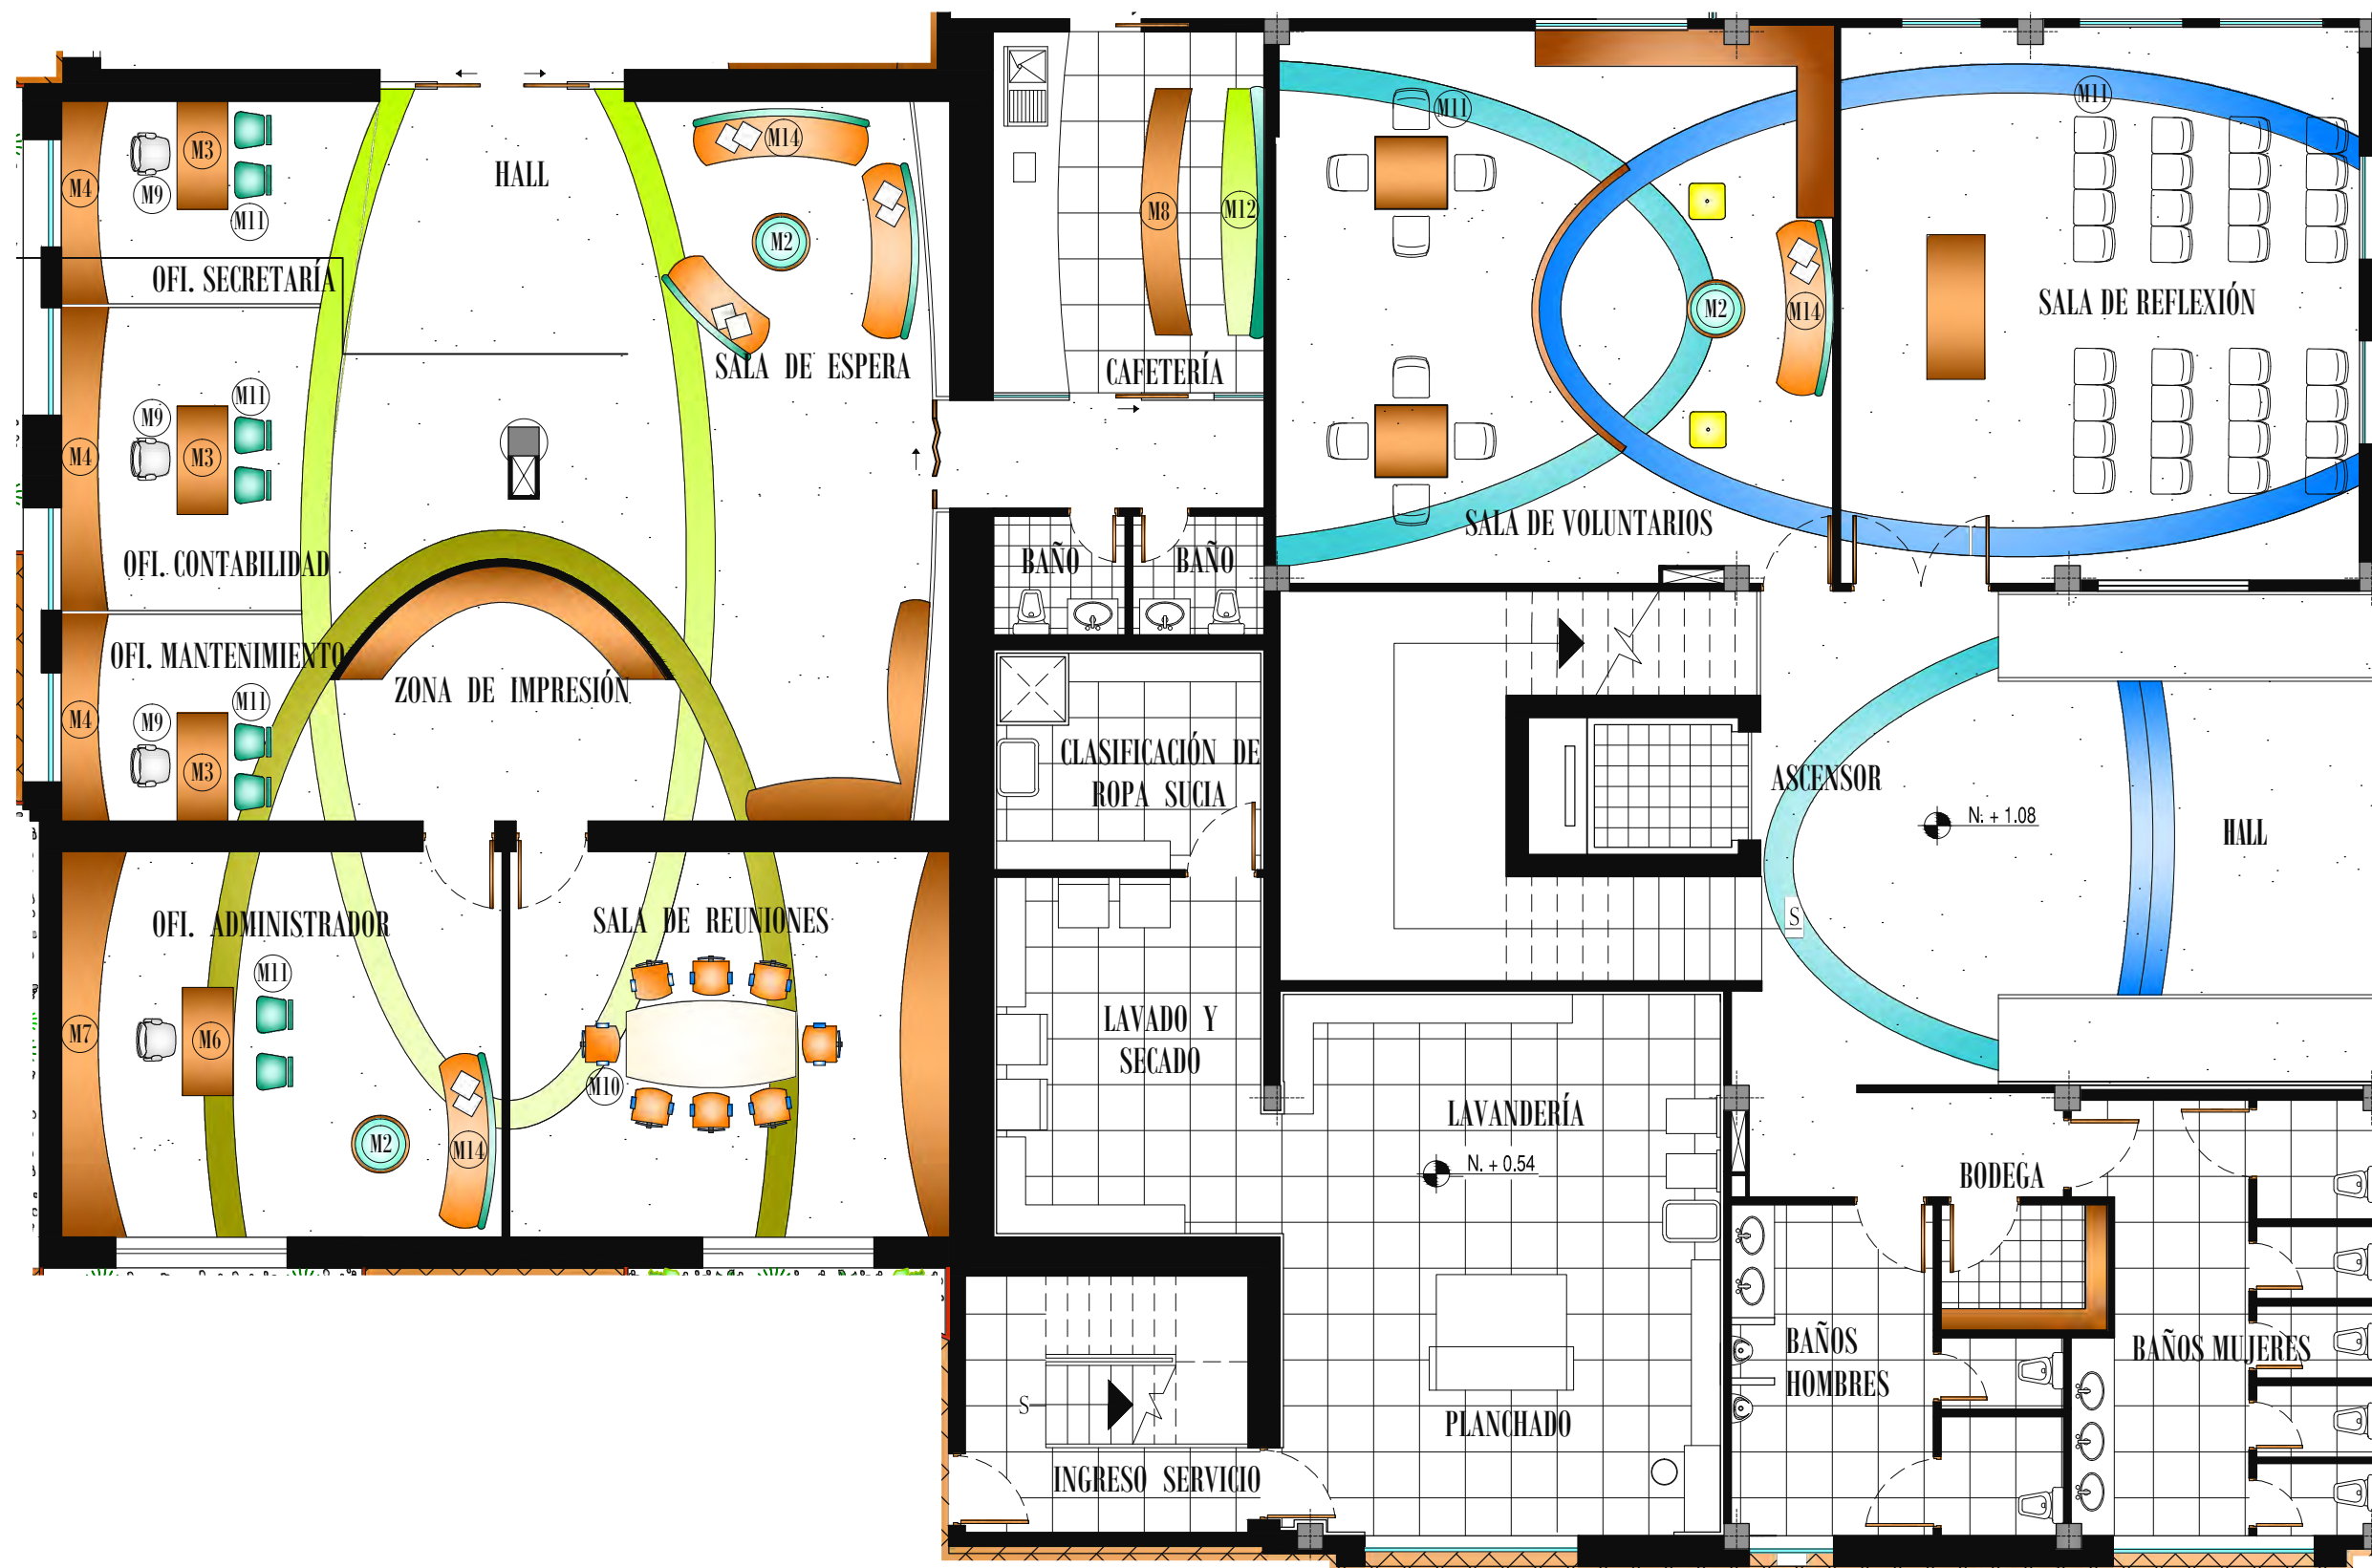 M3
M4
M9
M11
OFI. SECRETARÍA
HALL
M14
M2
SALA DE ESPERA
M8
M12
CAFETERÍA
M11
M2
M14
SALA DE VOLUNTARIOS
M11
SALA DE REFLEXIÓN
M11
M9
M4
M3
OFI. CONTABILIDAD
BAÑO
BAÑO
OFI. MANTENIMIENTO
M11
M9
M4
M3
ZONA DE IMPRESIÓN
CLASIFICACIÓN DE
ROPA SUCIA
ASCENSOR
N. + 1.08
HALL
S
OFI. ADMINISTRADOR
M11
M7
M6
M2
M14
SALA DE REUNIONES
M10
LAVADO Y
SECADO
LAVANDERÍA
N. + 0.54
BODEGA
PLANCHADO
BAÑOS
HOMBRES
BAÑOS MUJERES
S
INGRESO SERVICIO